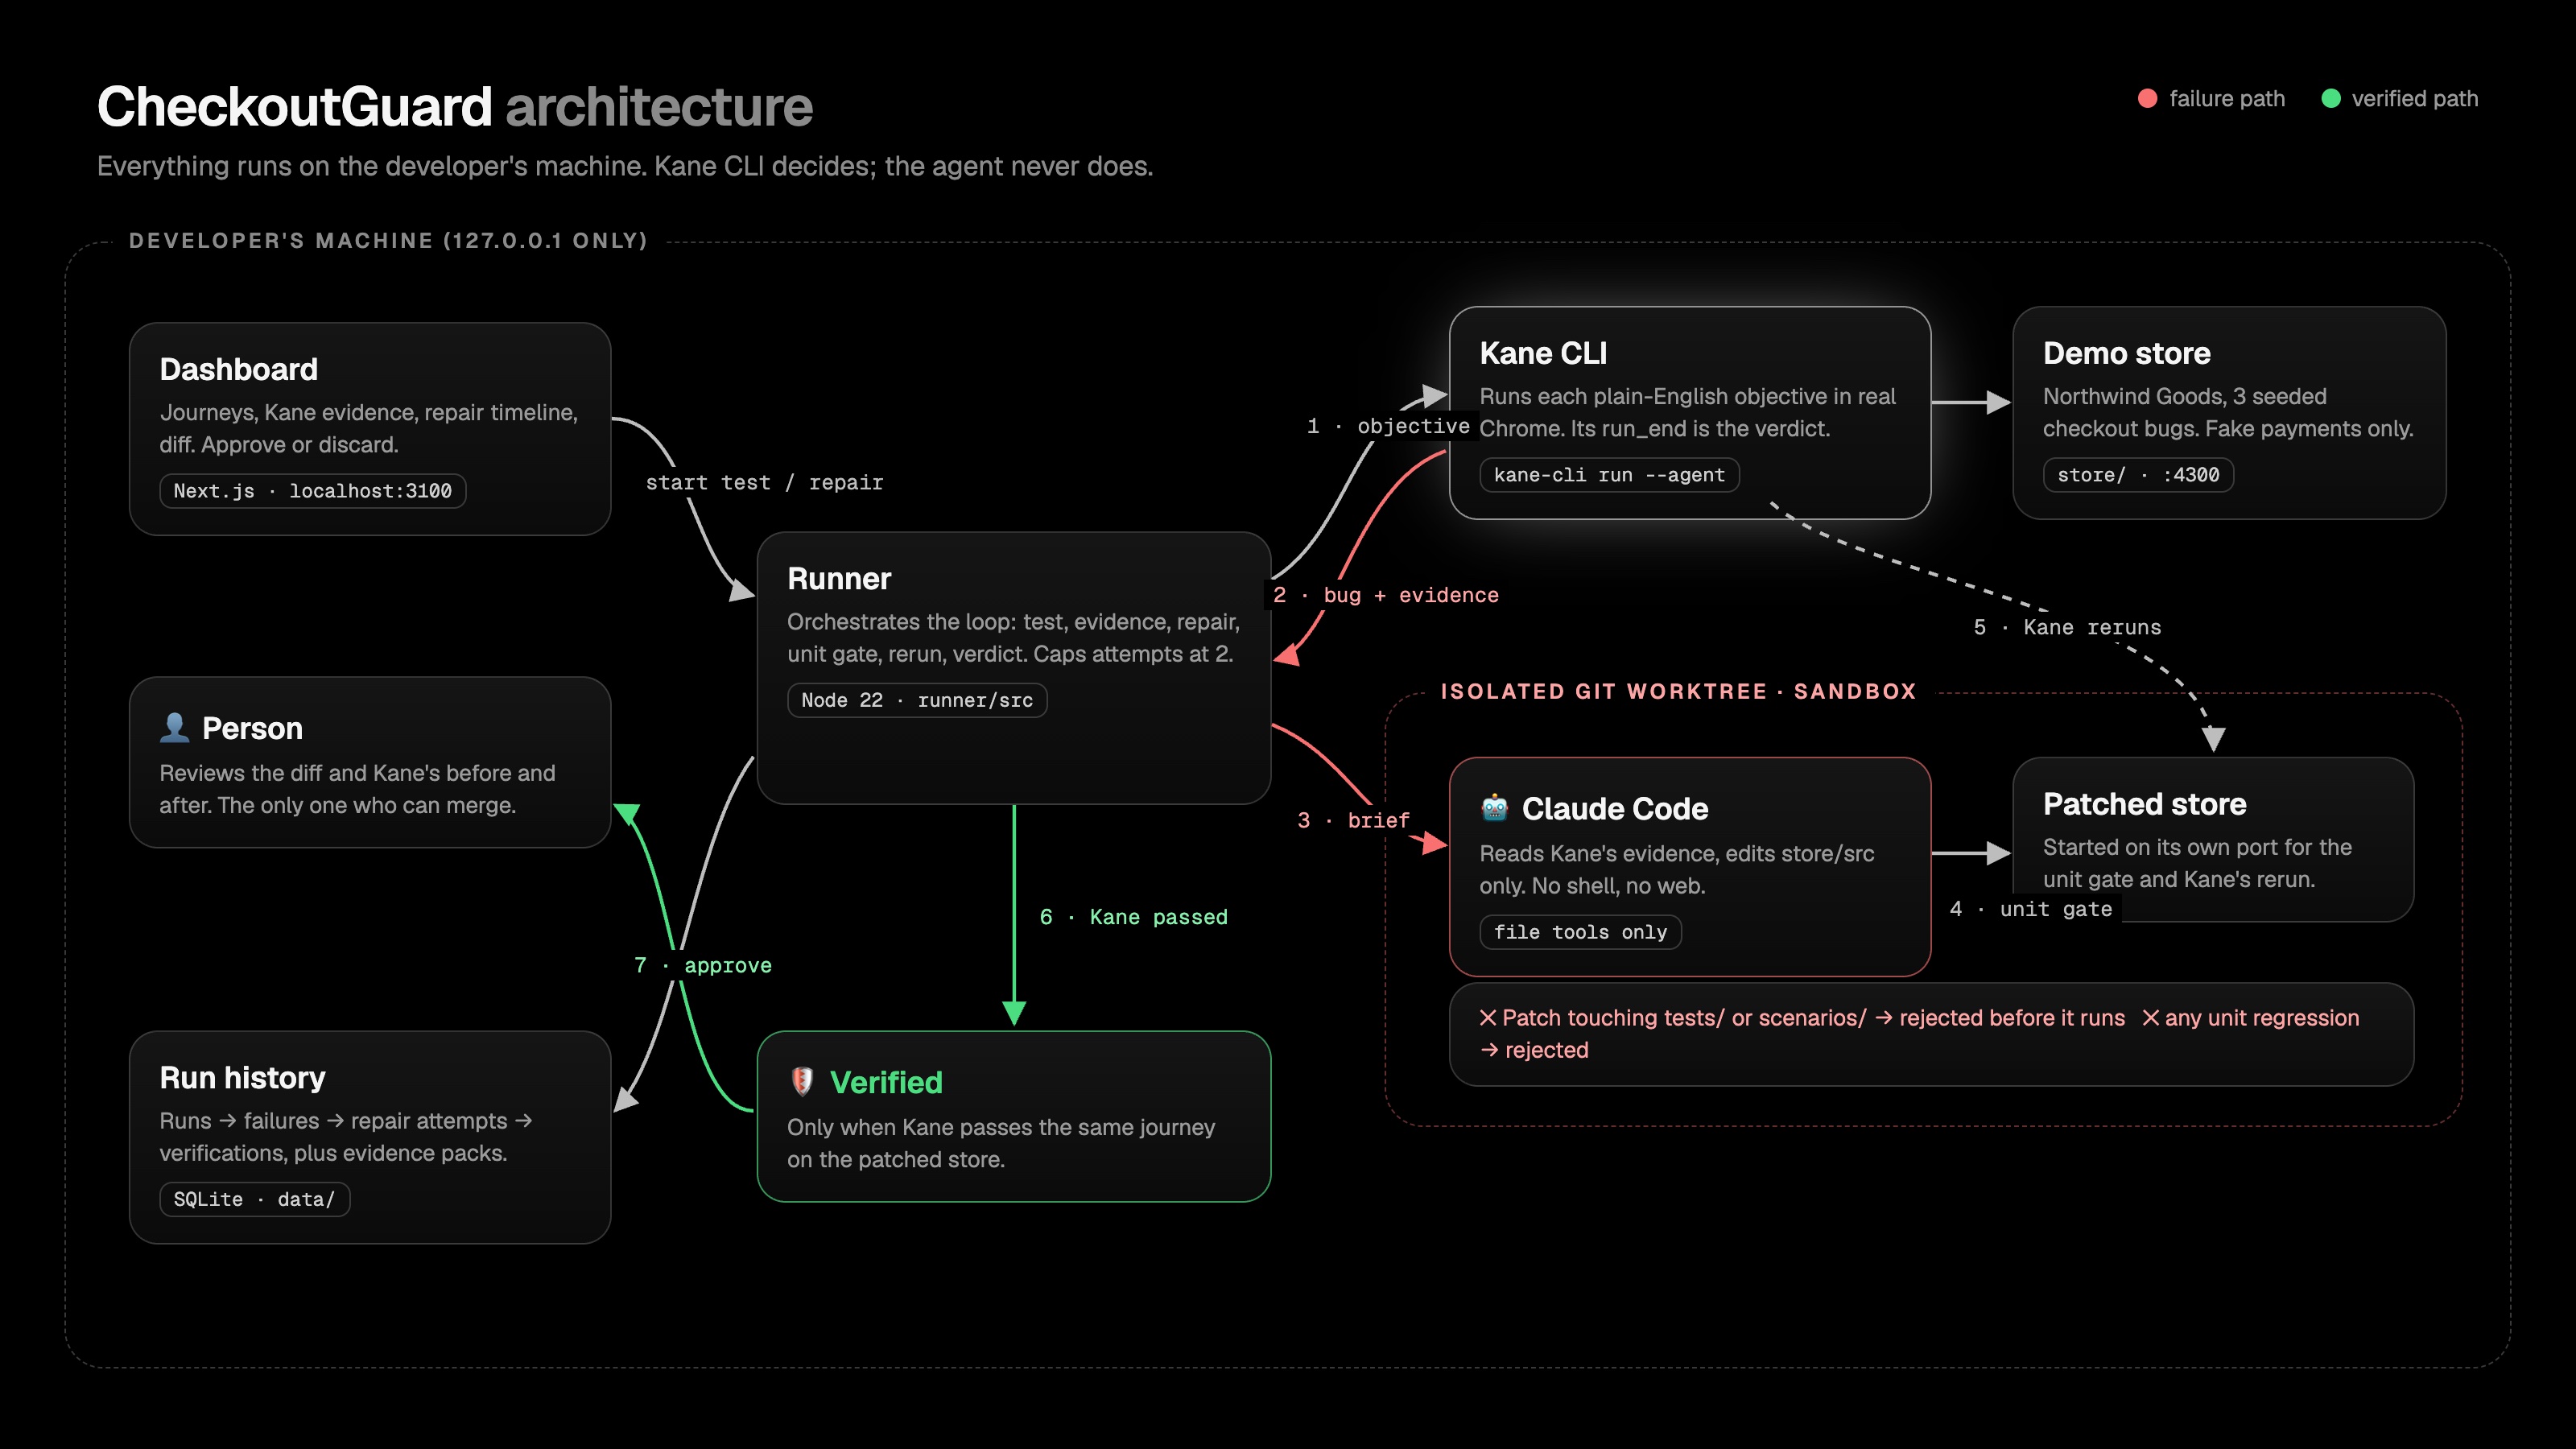 CheckoutGuard architecture
Everything runs on the developer's machine. Kane CLI decides; the agent never does.
failure path
verified path
DEVELOPER'S MACHINE (127.0.0.1 ONLY)
Dashboard
Journeys, Kane evidence, repair timeline,
diff. Approve or discard.
Next.js · localhost:3100
start test / repair
Runner
Orchestrates the loop: test, evidence, repair,
unit gate, rerun, verdict. Caps attempts at 2.
Node 22 · runner/src
1 · objective
2 · bug + evidence
3 · brief
Kane CLI
Runs each plain-English objective in real
Chrome. Its run_end is the verdict.
kane-cli run --agent
Demo store
Northwind Goods, 3 seeded
checkout bugs. Fake payments only.
store/ · :4300
5 · Kane reruns
ISOLATED GIT WORKTREE · SANDBOX
Claude Code
Reads Kane's evidence, edits store/src
only. No shell, no web.
file tools only
4 · unit gate
Patched store
Started on its own port for the
unit gate and Kane's rerun.
✕ Patch touching tests/ or scenarios/ → rejected before it runs ✕ any unit regression
→ rejected
Person
Reviews the diff and Kane's before and
after. The only one who can merge.
6 · Kane passed
7 · approve
Run history
Runs → failures → repair attempts →
verifications, plus evidence packs.
SQLite · data/
Verified
Only when Kane passes the same journey
on the patched store.